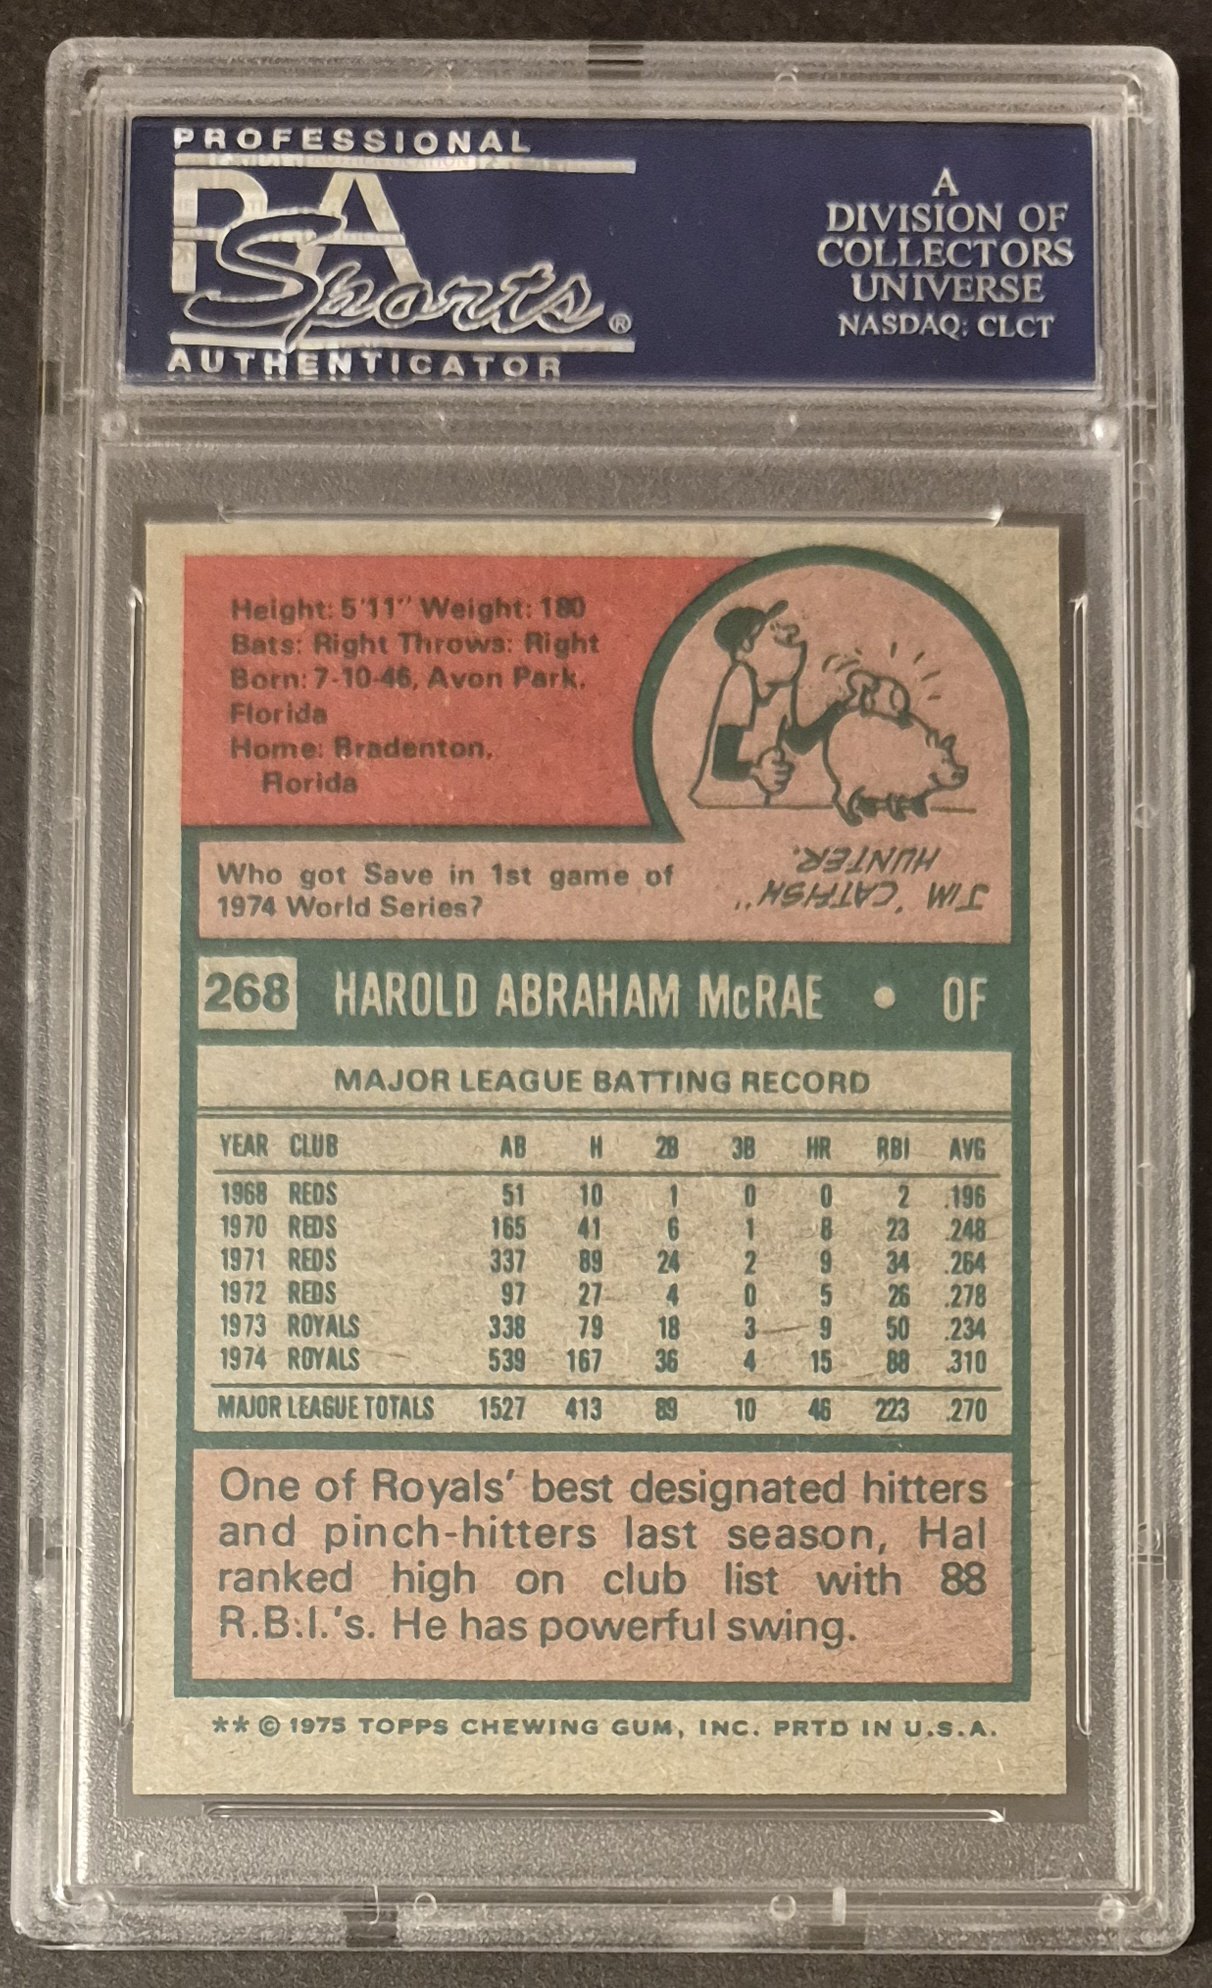 PROFESSIONAL
PSA
Sports®
AUTHENTICATOR
A
DIVISION OF
COLLECTORS
UNIVERSE
NASDAQ: CLCT
Height: 5'11" Weight: 180
Bats: Right Throws: Right
Born: 7-10-46, Avon Park,
Florida
Home: Bradenton,
Florida
Who got Save in 1st game of
1974 World Series?
JIM "CATFISH"
HUNTER.
268 HAROLD ABRAHAM McRAE • OF
MAJOR LEAGUE BATTING RECORD
YEAR CLUB AB H 2B 3B HR RBI AVG
1968 REDS 51 10 1 0 0 2 .196
1970 REDS 165 41 6 1 8 23 .248
1971 REDS 337 89 24 2 9 34 .264
1972 REDS 97 27 4 0 5 26 .278
1973 ROYALS 338 79 18 3 9 50 .234
1974 ROYALS 539 167 36 4 15 88 .310
MAJOR LEAGUE TOTALS 1527 413 89 10 46 223 .270
One of Royals' best designated hitters
and pinch-hitters last season, Hal
ranked high on club list with 88
R.B.I.'s. He has powerful swing.
** © 1975 TOPPS CHEWING GUM, INC. PRTD IN U.S.A.